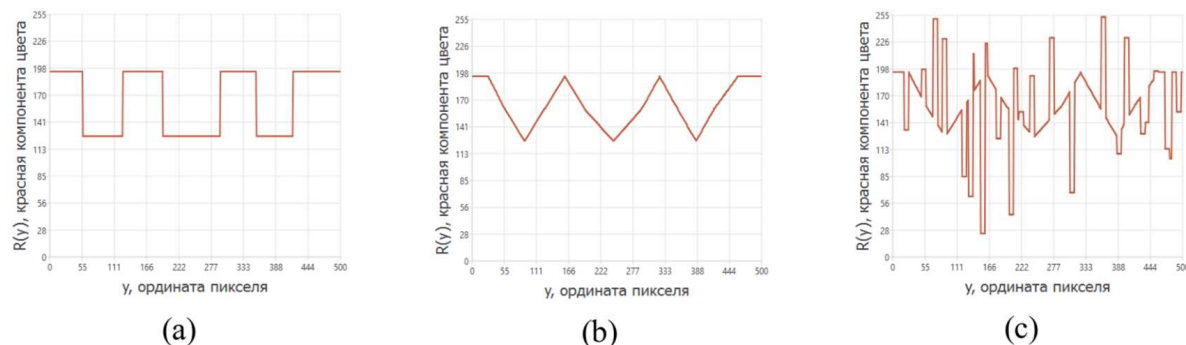 255
226
198
170
141
113
85
56
28
0
R(y), красная компонента цвета
0 55 111 166 222 277 333 388 444 500
y, ордината пикселя
(a)
255
226
198
170
141
113
85
56
28
0
R(y), красная компонента цвета
0 55 111 166 222 277 333 388 444 500
y, ордината пикселя
(b)
255
226
198
170
141
113
85
56
28
0
R(y), красная компонента цвета
0 55 111 166 222 277 333 388 444 500
y, ордината пикселя
(c)